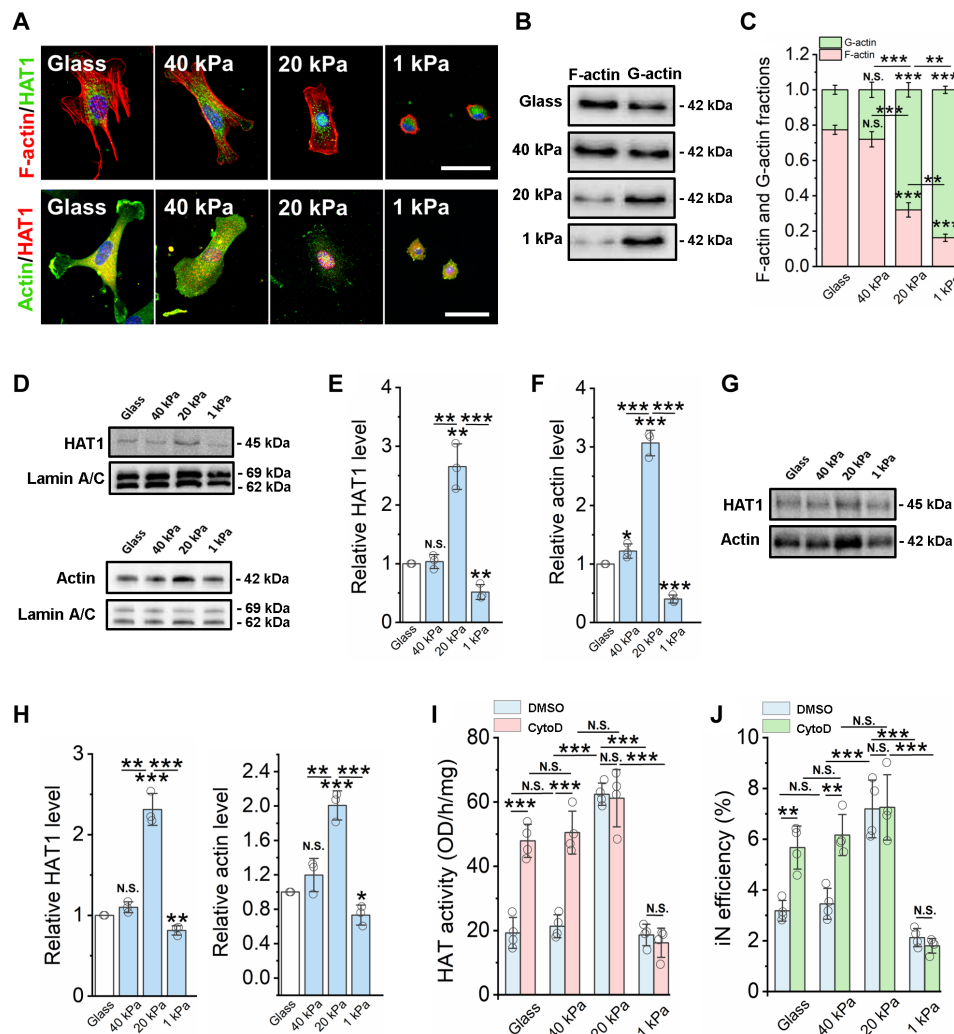 A
F-actin/HAT1
Glass
40 kPa
20 kPa
1 kPa
Actin/HAT1
Glass
40 kPa
20 kPa
1 kPa
B
F-actin G-actin
Glass - 42 kDa
40 kPa - 42 kDa
20 kPa - 42 kDa
1 kPa - 42 kDa
C
G-actin
F-actin
F-actin and G-actin fractions
*** **
N.S. *** ***
N.S. ***
**
***
***
1.2
1.0
0.8
0.6
0.4
0.2
0.0
Glass
40 kPa
20 kPa
1 kPa
D
Glass 40 kPa 20 kPa 1 kPa
HAT1 - 45 kDa
Lamin A/C - 69 kDa
- 62 kDa
Glass 40 kPa 20 kPa 1 kPa
Actin - 42 kDa
Lamin A/C - 69 kDa
- 62 kDa
E
Relative HAT1 level
4
3
2
1
0
** ***
**
N.S.
**
Glass
40 kPa
20 kPa
1 kPa
F
Relative actin level
4
3
2
1
0
*** ***
***
*
***
Glass
40 kPa
20 kPa
1 kPa
G
Glass 40 kPa 20 kPa 1 kPa
HAT1 - 45 kDa
Actin - 42 kDa
H
Relative HAT1 level
3
2
1
0
** ***
***
N.S.
**
Glass
40 kPa
20 kPa
1 kPa
Relative actin level
2.4
2.0
1.6
1.2
0.8
0.4
0.0
** ***
***
N.S.
*
Glass
40 kPa
20 kPa
1 kPa
I
DMSO
CytoD
HAT activity (OD/h/mg)
80
60
40
20
0
N.S.
***
*** N.S. ***
N.S.
N.S. ***
***
N.S.
Glass
40 kPa
20 kPa
1 kPa
J
DMSO
CytoD
iN efficiency (%)
10
8
6
4
2
0
N.S.
***
*** N.S. ***
N.S.
N.S. **
**
N.S.
Glass
40 kPa
20 kPa
1 kPa